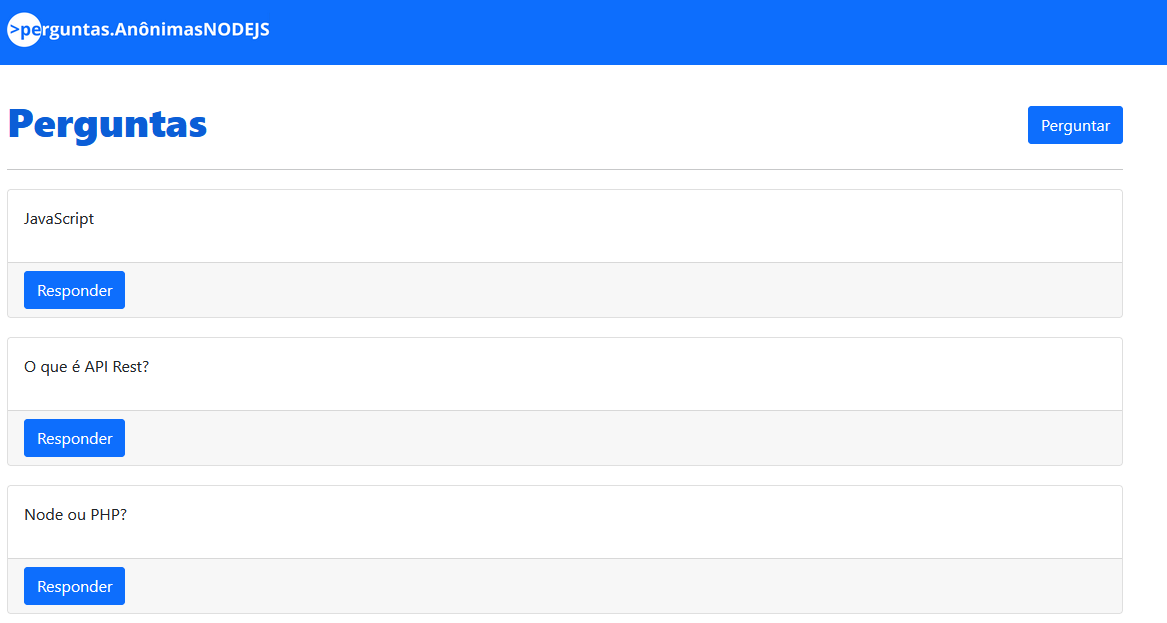 >perguntas.AnônimasNODEJS
Perguntas
Perguntar
JavaScript
Responder
O que é API Rest?
Responder
Node ou PHP?
Responder